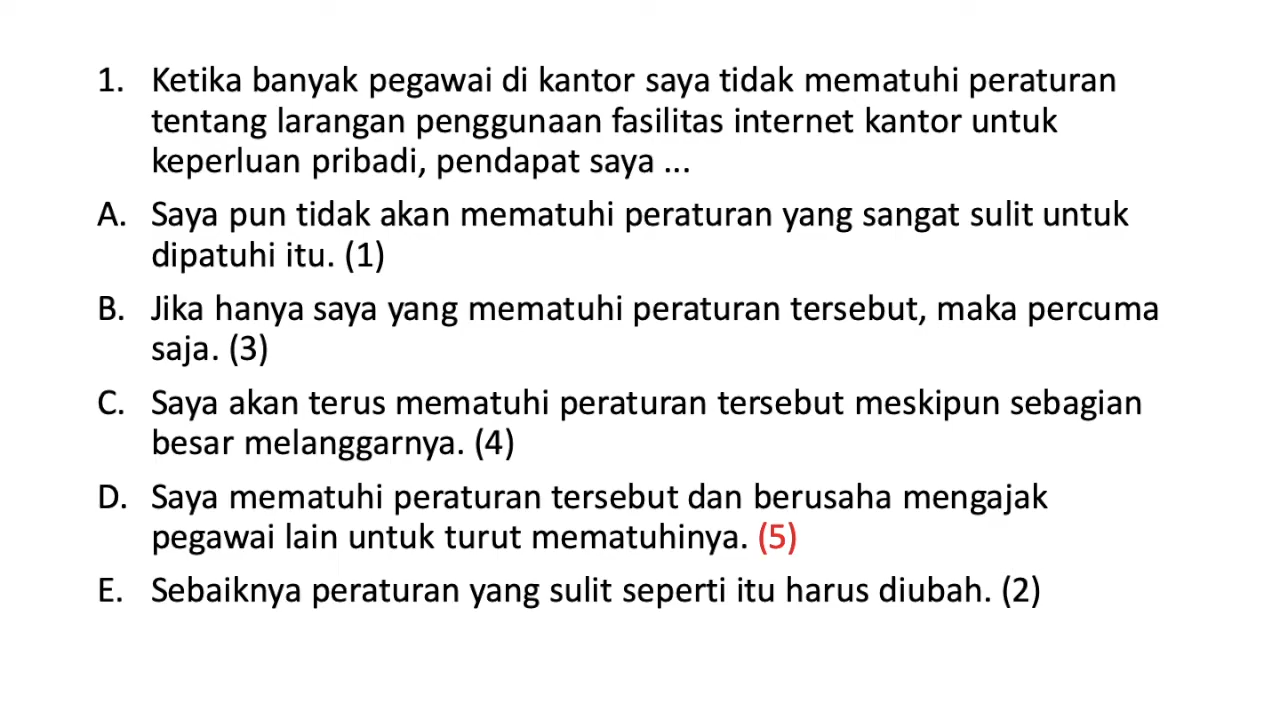 1. Ketika banyak pegawai di kantor saya tidak mematuhi peraturan
tentang larangan penggunaan fasilitas internet kantor untuk
keperluan pribadi, pendapat saya ...
A. Saya pun tidak akan mematuhi peraturan yang sangat sulit untuk
dipatuhi itu. (1)
B. Jika hanya saya yang mematuhi peraturan tersebut, maka percuma
saja. (3)
C. Saya akan terus mematuhi peraturan tersebut meskipun sebagian
besar melanggarnya. (4)
D. Saya mematuhi peraturan tersebut dan berusaha mengajak
pegawai lain untuk turut mematuhinya. (5)
E. Sebaiknya peraturan yang sulit seperti itu harus diubah. (2)